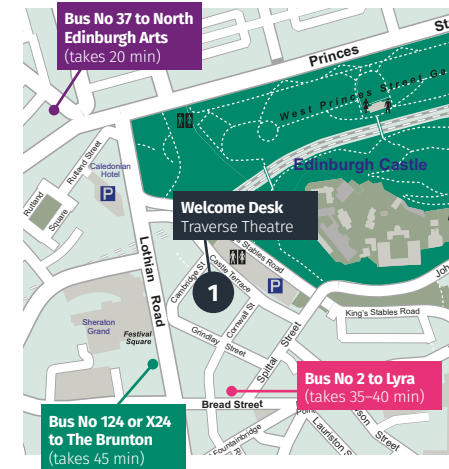 Bus No 37 to North
Edinburgh Arts
(takes 20 min)
Princes
St
West Princes Street Ga
Rutland Street
Caledonian
Hotel
P
Edinburgh Castle
Rutland
Square
Welcome Desk
Traverse Theatre
s Stables Road
Castle Terrace
Cambridge St
1
P
Joh
Lothian Road
Cornwall St
King's Stables Road
Sheraton
Grand
Festival
Square
Grindlay Street
Spittal Street
Bus No 2 to Lyra
(takes 35–40 min)
Bread Street
Bus No 124 or X24
to The Brunton
(takes 45 min)
Fountainbridge
Lauriston St
son Street